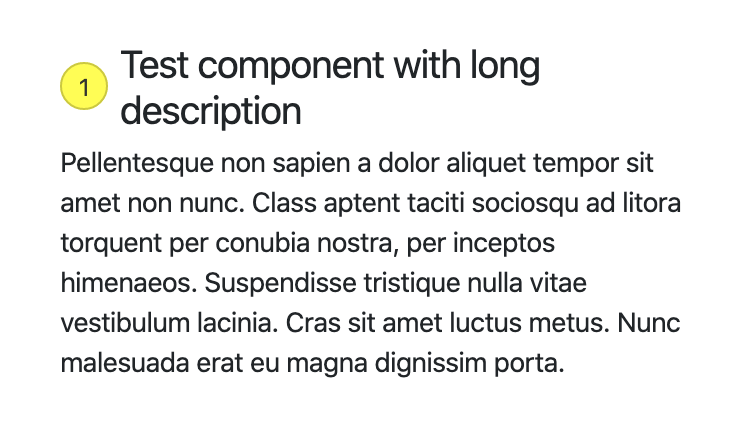 1
Test component with long
description
Pellentesque non sapien a dolor aliquet tempor sit
amet non nunc. Class aptent taciti sociosqu ad litora
torquent per conubia nostra, per inceptos
himenaeos. Suspendisse tristique nulla vitae
vestibulum lacinia. Cras sit amet luctus metus. Nunc
malesuada erat eu magna dignissim porta.